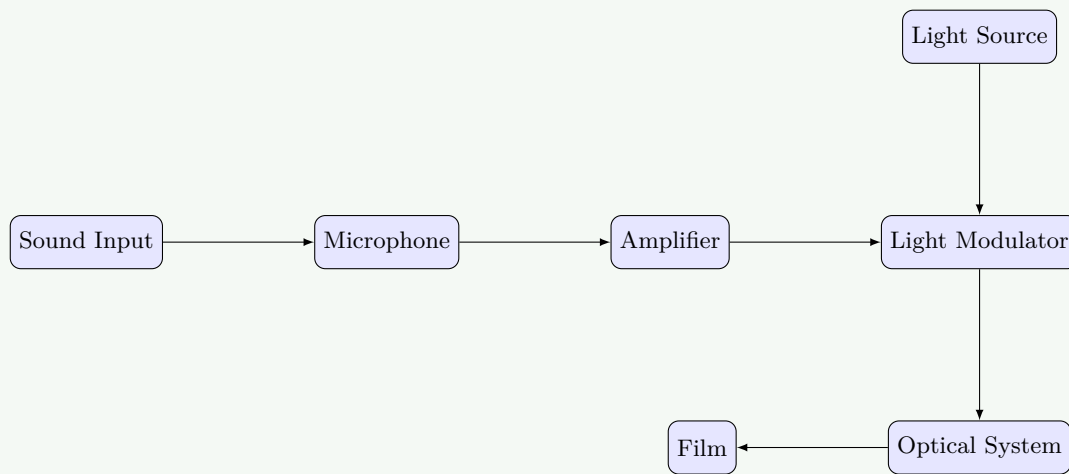 Light Source
Sound Input
Microphone
Amplifier
Light Modulator
Film
Optical System